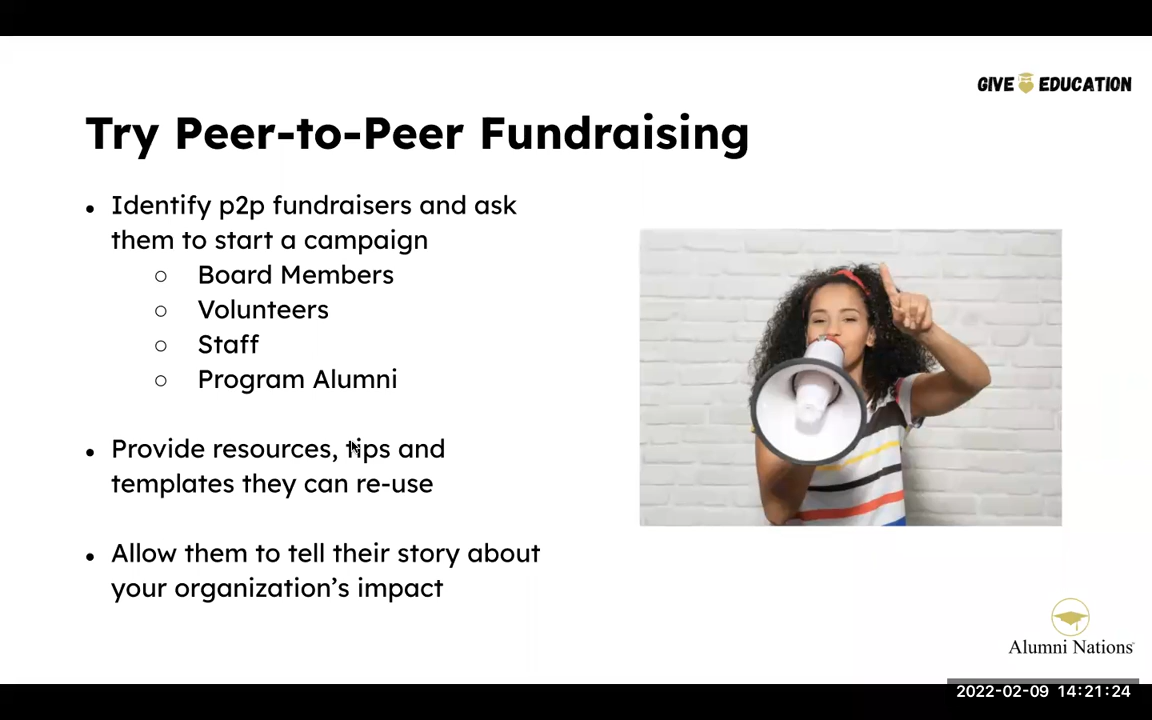 GIVE EDUCATION
Try Peer-to-Peer Fundraising
• Identify p2p fundraisers and ask
them to start a campaign
○ Board Members
○ Volunteers
○ Staff
○ Program Alumni
• Provide resources, tips and
templates they can re-use
• Allow them to tell their story about
your organization’s impact
Alumni Nations
2022-02-09 14:21:24